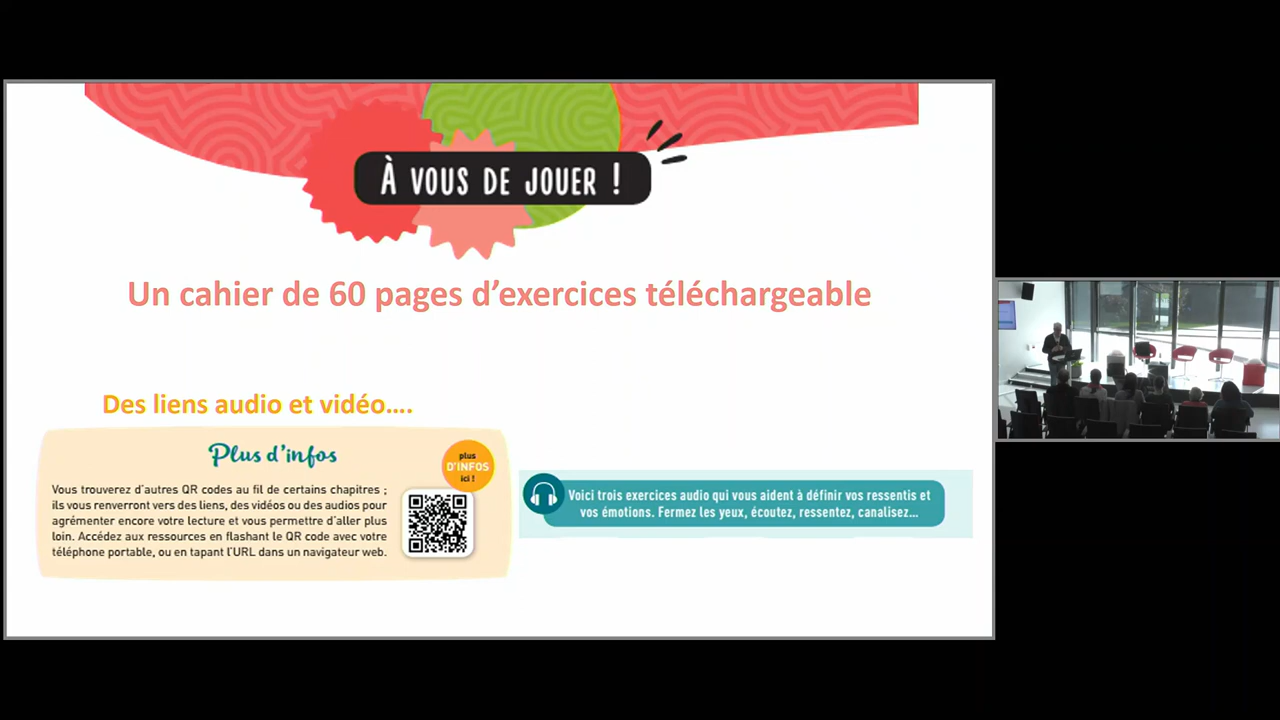 À VOUS DE JOUER !
Un cahier de 60 pages d’exercices téléchargeable
Des liens audio et vidéo….
Plus d’infos
plus
D’INFOS
ici !
Vous trouverez d’autres QR codes au fil de certains chapitres ;
ils vous renverront vers des liens, des vidéos ou des audios pour
agrémenter encore votre lecture et vous permettre d’aller plus
loin. Accédez aux ressources en flashant le QR code avec votre
téléphone portable, ou en tapant l’URL dans un navigateur web.
Voici trois exercices audio qui vous aident à définir vos ressentis et
vos émotions. Fermez les yeux, écoutez, ressentez, canalisez...